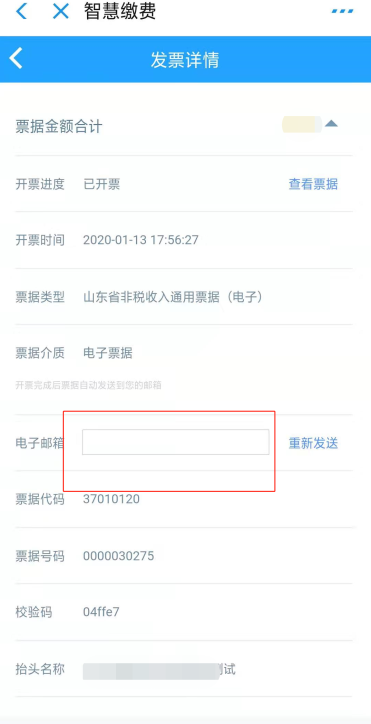 智慧缴费
发票详情
票据金额合计
开票进度 已开票 查看票据
开票时间 2020-01-13 17:56:27
票据类型 山东省非税收入通用票据（电子）
票据介质 电子票据
开票完成后票据自动发送到您的邮箱
电子邮箱 重新发送
票据代码 37010120
票据号码 0000030275
校验码 04ffe7
抬头名称 试